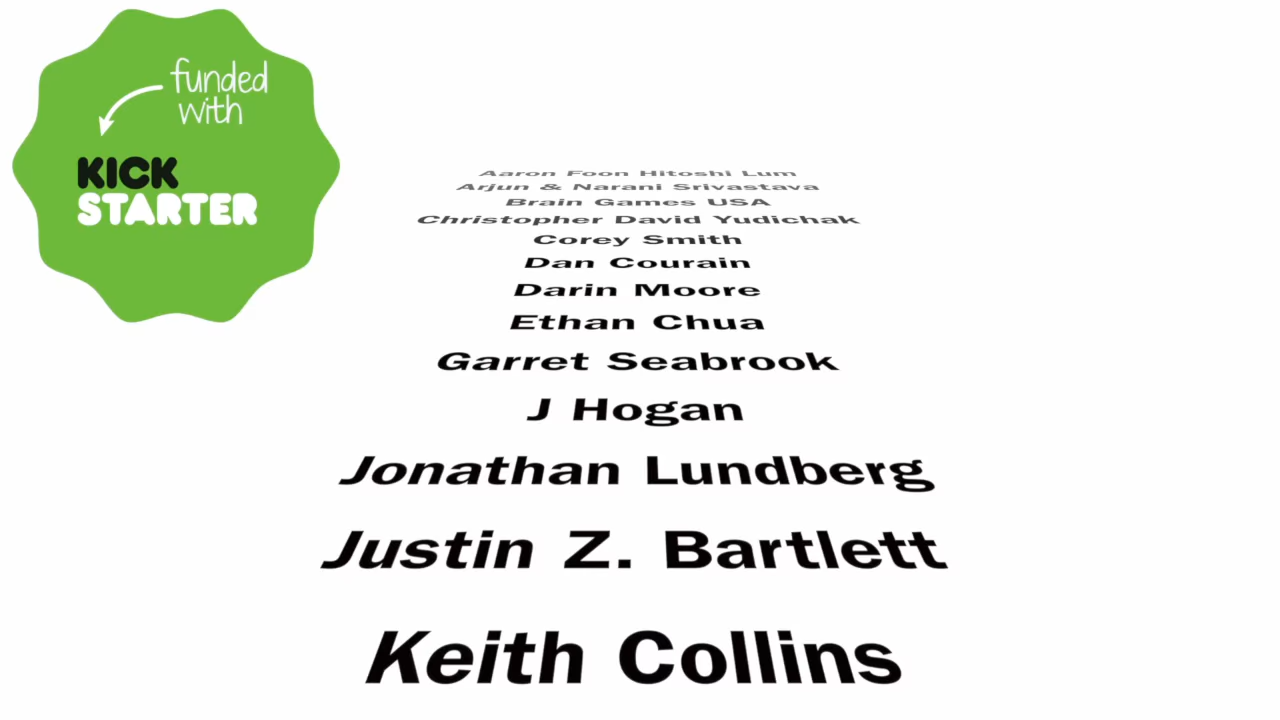 funded
with
KICK
STARTER
Aaron Foon Hitoshi Lum
Arjun & Narani Srivastava
Brain Games USA
Christopher David Yudichak
Corey Smith
Dan Courain
Darin Moore
Ethan Chua
Garret Seabrook
J Hogan
Jonathan Lundberg
Justin Z. Bartlett
Keith Collins